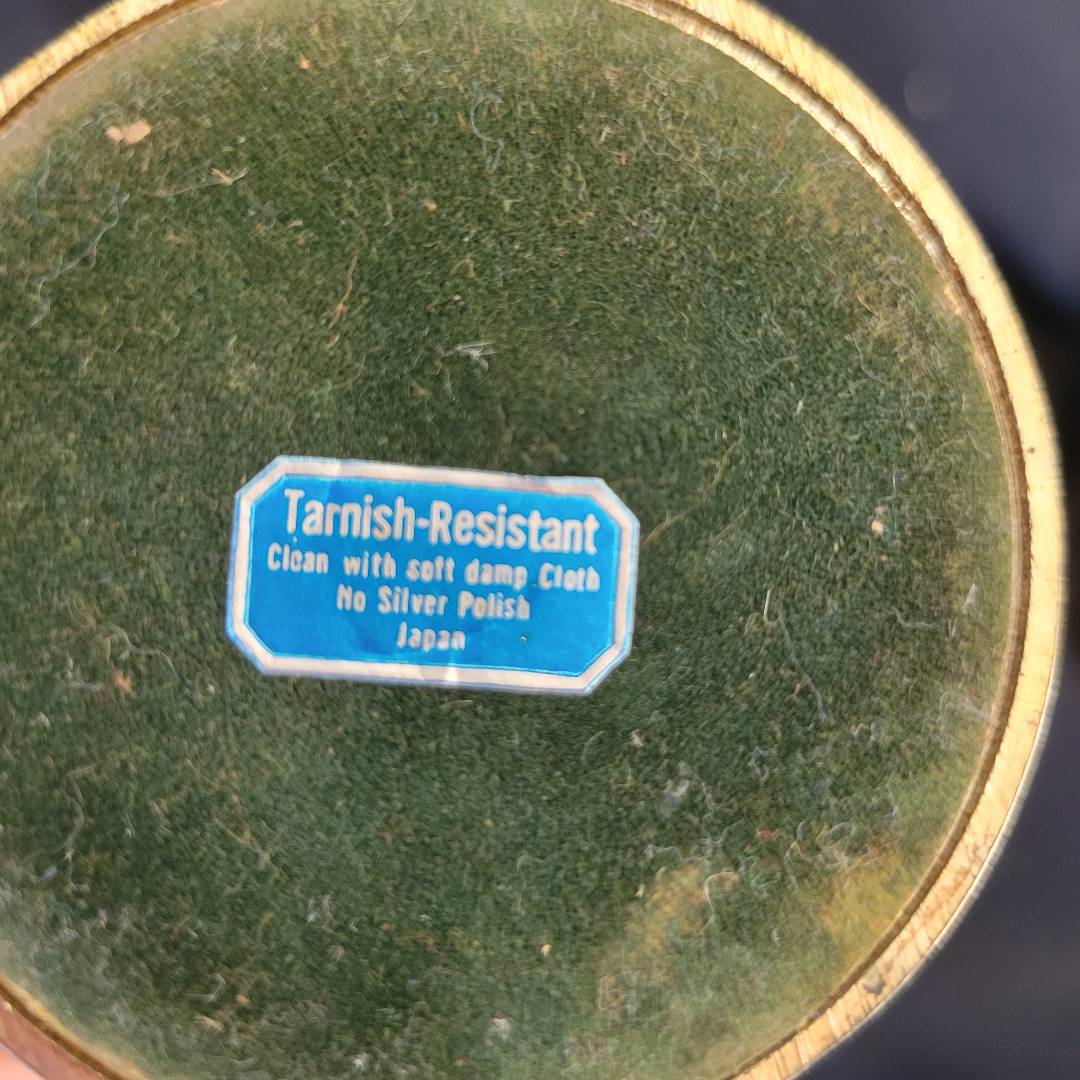 Tarnish-Resistant
Clean with soft damp Cloth
No Silver Polish
Japan